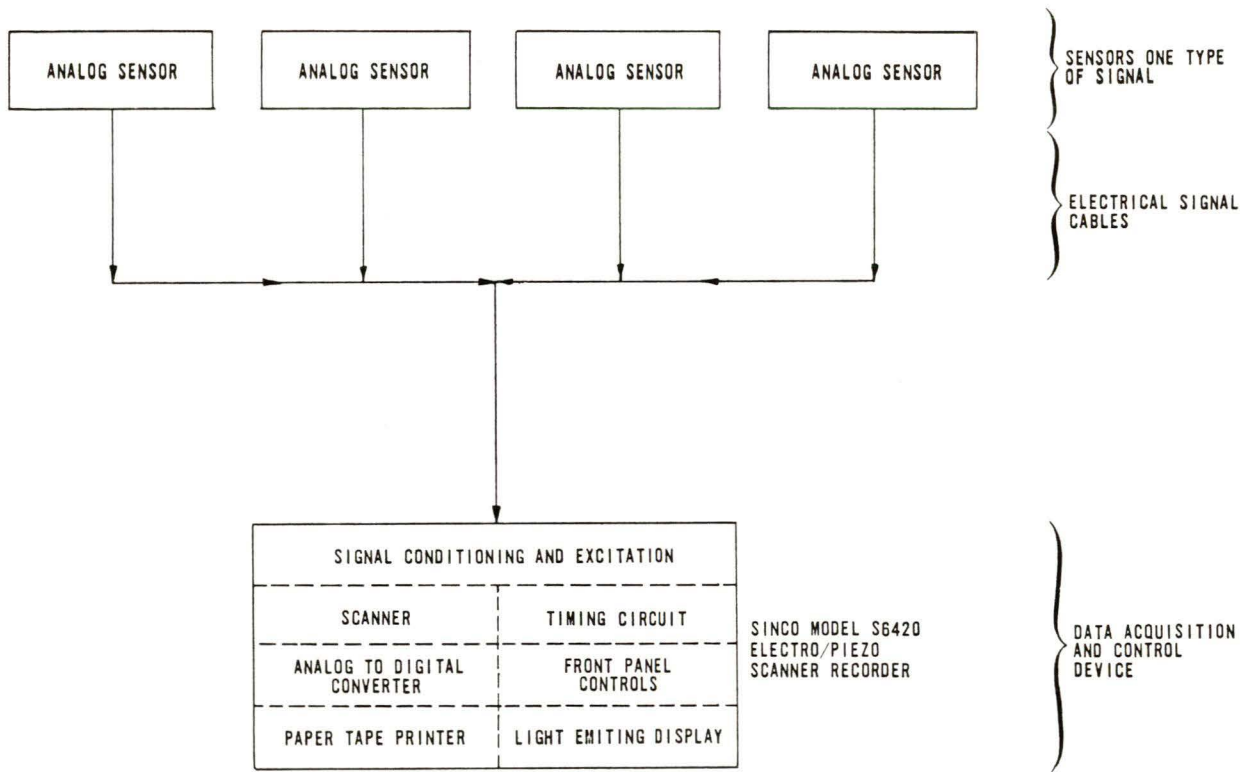 ANALOG SENSOR
ANALOG SENSOR
ANALOG SENSOR
ANALOG SENSOR
SENSORS ONE TYPE
OF SIGNAL
ELECTRICAL SIGNAL
CABLES
SIGNAL CONDITIONING AND EXCITATION
SCANNER
TIMING CIRCUIT
ANALOG TO DIGITAL
CONVERTER
FRONT PANEL
CONTROLS
PAPER TAPE PRINTER
LIGHT EMITING DISPLAY
SINCO MODEL S6420
ELECTRO/PIEZO
SCANNER RECORDER
DATA ACQUISITION
AND CONTROL
DEVICE